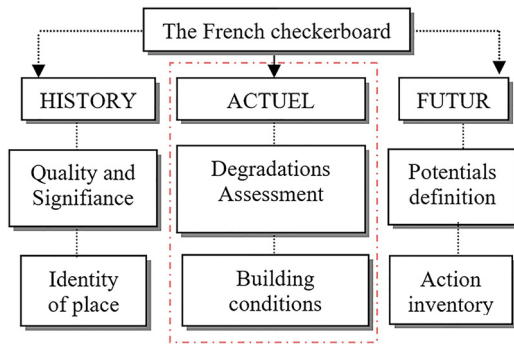 The French checkerboard
HISTORY
ACTUEL
FUTUR
Quality and
Signifiance
Degradations
Assessment
Potentials
definition
Identity
of place
Building
conditions
Action
inventory